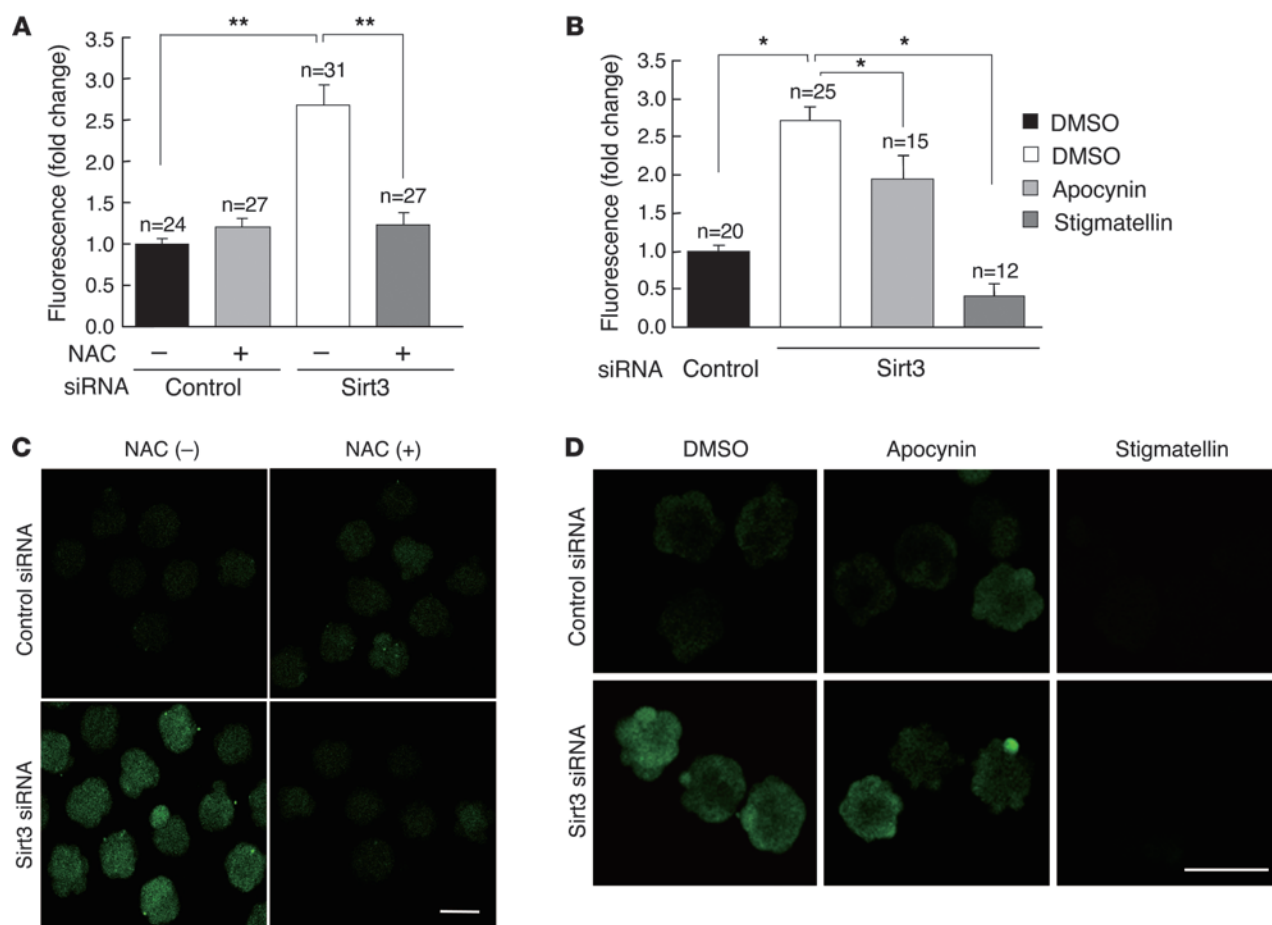 A
Fluorescence (fold change)
3.5
3.0
2.5
2.0
1.5
1.0
0.5
0.0
**
**
n=24
n=27
n=31
n=27
NAC − + − +
siRNA Control Sirt3
B
Fluorescence (fold change)
3.5
3.0
2.5
2.0
1.5
1.0
0.5
0.0
*
*
*
n=20
n=25
n=15
n=12
siRNA Control Sirt3
DMSO
DMSO
Apocynin
Stigmatellin
C
NAC (–) NAC (+)
Control siRNA
Sirt3 siRNA
D
DMSO Apocynin Stigmatellin
Control siRNA
Sirt3 siRNA